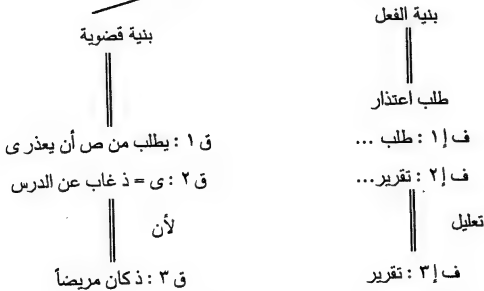 بنية الفعل
بنية قضوية
طلب اعتذار
ف إ١ : طلب ...
ق ١ : يطلب من ص أن يعذر ى
ف إ٢ : تقرير...
ق ٢ : ى = ذ غاب عن الدرس
تعليل
لأن
ف إ٣ : تقرير
ق ٣ : ذ كان مريضاً